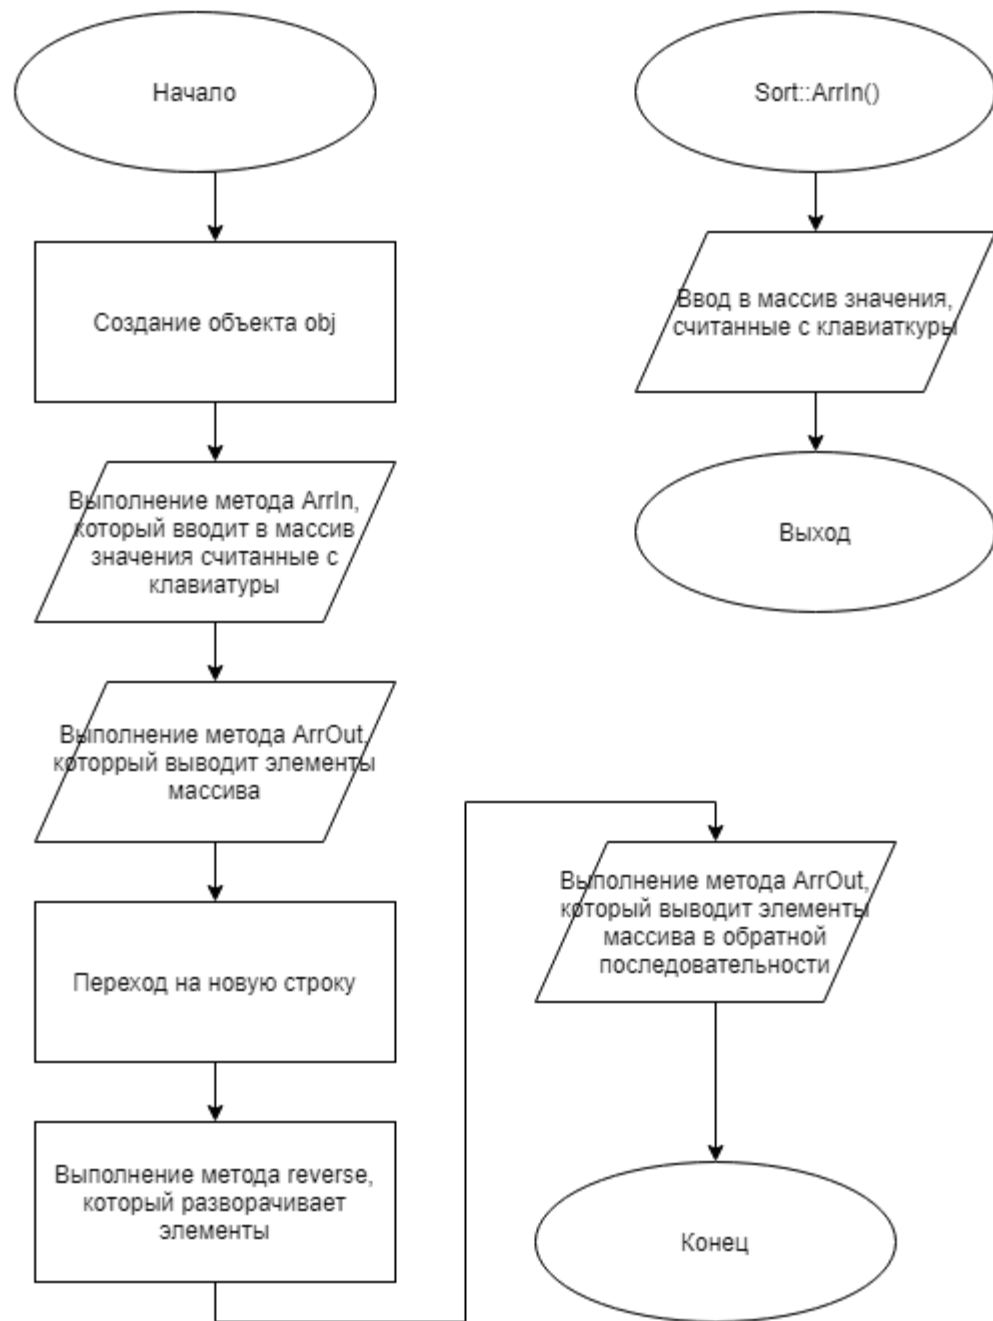 Начало
Создание объекта obj
Выполнение метода ArrIn,
который вводит в массив
значения считанные с
клавиатуры
Выполнение метода ArrOut,
которрый выводит элементы
массива
Переход на новую строку
Выполнение метода reverse,
который разворачивает
элементы
Выполнение метода ArrOut,
который выводит элементы
массива в обратной
последовательности
Конец
Sort::ArrIn()
Ввод в массив значения,
считанные с клавиаткуры
Выход